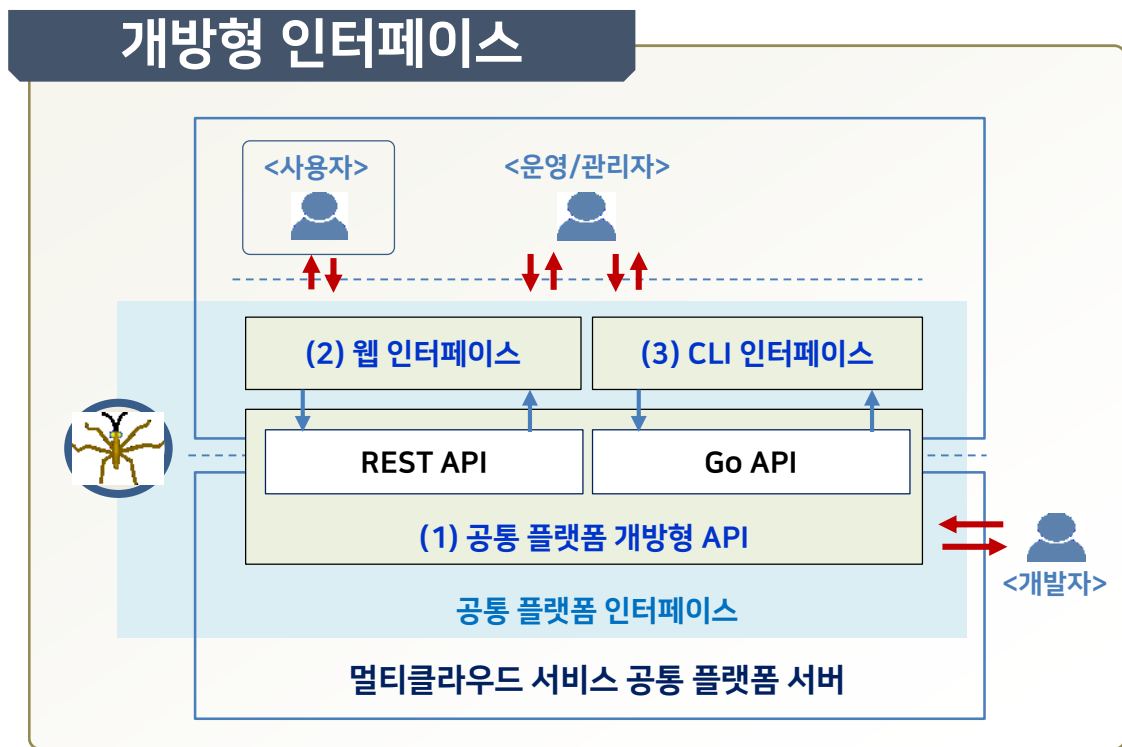 개방형 인터페이스
<사용자>
<운영/관리자>
(2) 웹 인터페이스
(3) CLI 인터페이스
REST API
Go API
(1) 공통 플랫폼 개방형 API
<개발자>
공통 플랫폼 인터페이스
멀티클라우드 서비스 공통 플랫폼 서버